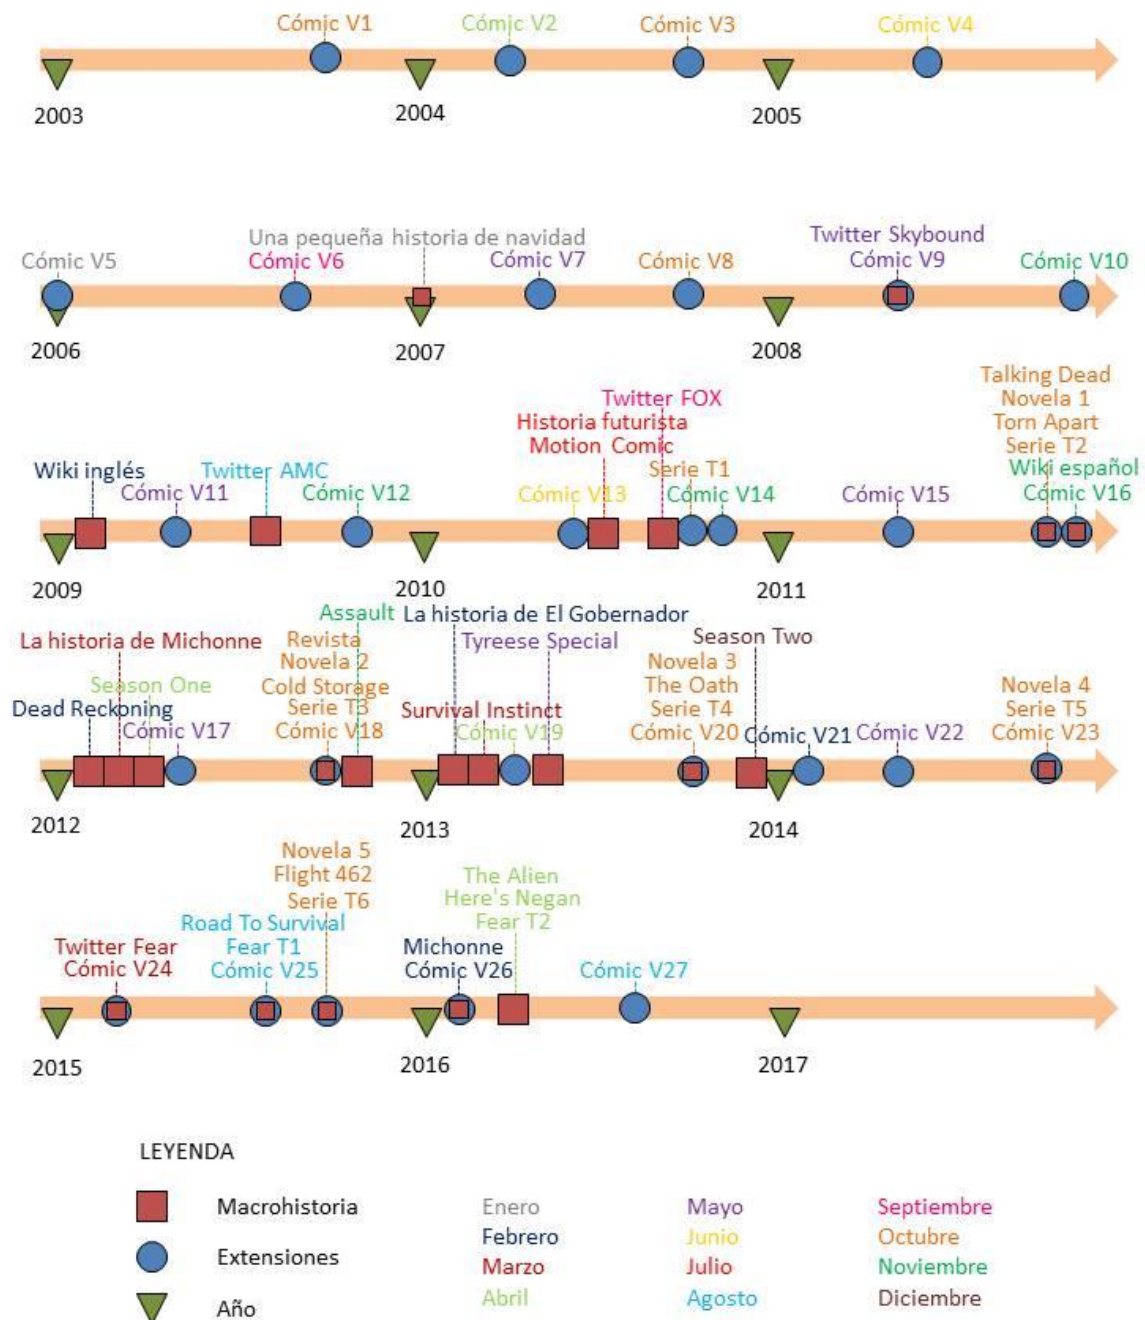 Cómic V1
Cómic V2
Cómic V3
Cómic V4
2003
2004
2005
Una pequeña historia de navidad
Twitter Skybound
Cómic V5
Cómic V6
Cómic V7
Cómic V8
Cómic V9
Cómic V10
2006
2007
2008
Talking Dead
Novela 1
Torn Apart
Serie T2
Wiki español
Cómic V16
Twitter FOX
Historia futurista
Motion Comic
Serie T1
Wiki inglés
Twitter AMC
Cómic V11
Cómic V12
Cómic V13
Cómic V14
Cómic V15
2009
2010
2011
Assault
La historia de El Gobernador
La historia de Michonne
Revista
Novela 2
Cold Storage
Serie T3
Cómic V18
Tyreese Special
Season Two
Novela 3
The Oath
Serie T4
Cómic V20
Season One
Dead Reckoning
Cómic V17
Survival Instinct
Cómic V19
Cómic V21
Cómic V22
Novela 4
Serie T5
Cómic V23
2012
2013
2014
Novela 5
Flight 462
Serie T6
The Alien
Here's Negan
Fear T2
Road To Survival
Fear T1
Cómic V25
Twitter Fear
Cómic V24
Michonne
Cómic V26
Cómic V27
2015
2016
2017
LEYENDA
Macrohistoria
Extensiones
Año
Enero
Febrero
Marzo
Abril
Mayo
Junio
Julio
Agosto
Septiembre
Octubre
Noviembre
Diciembre